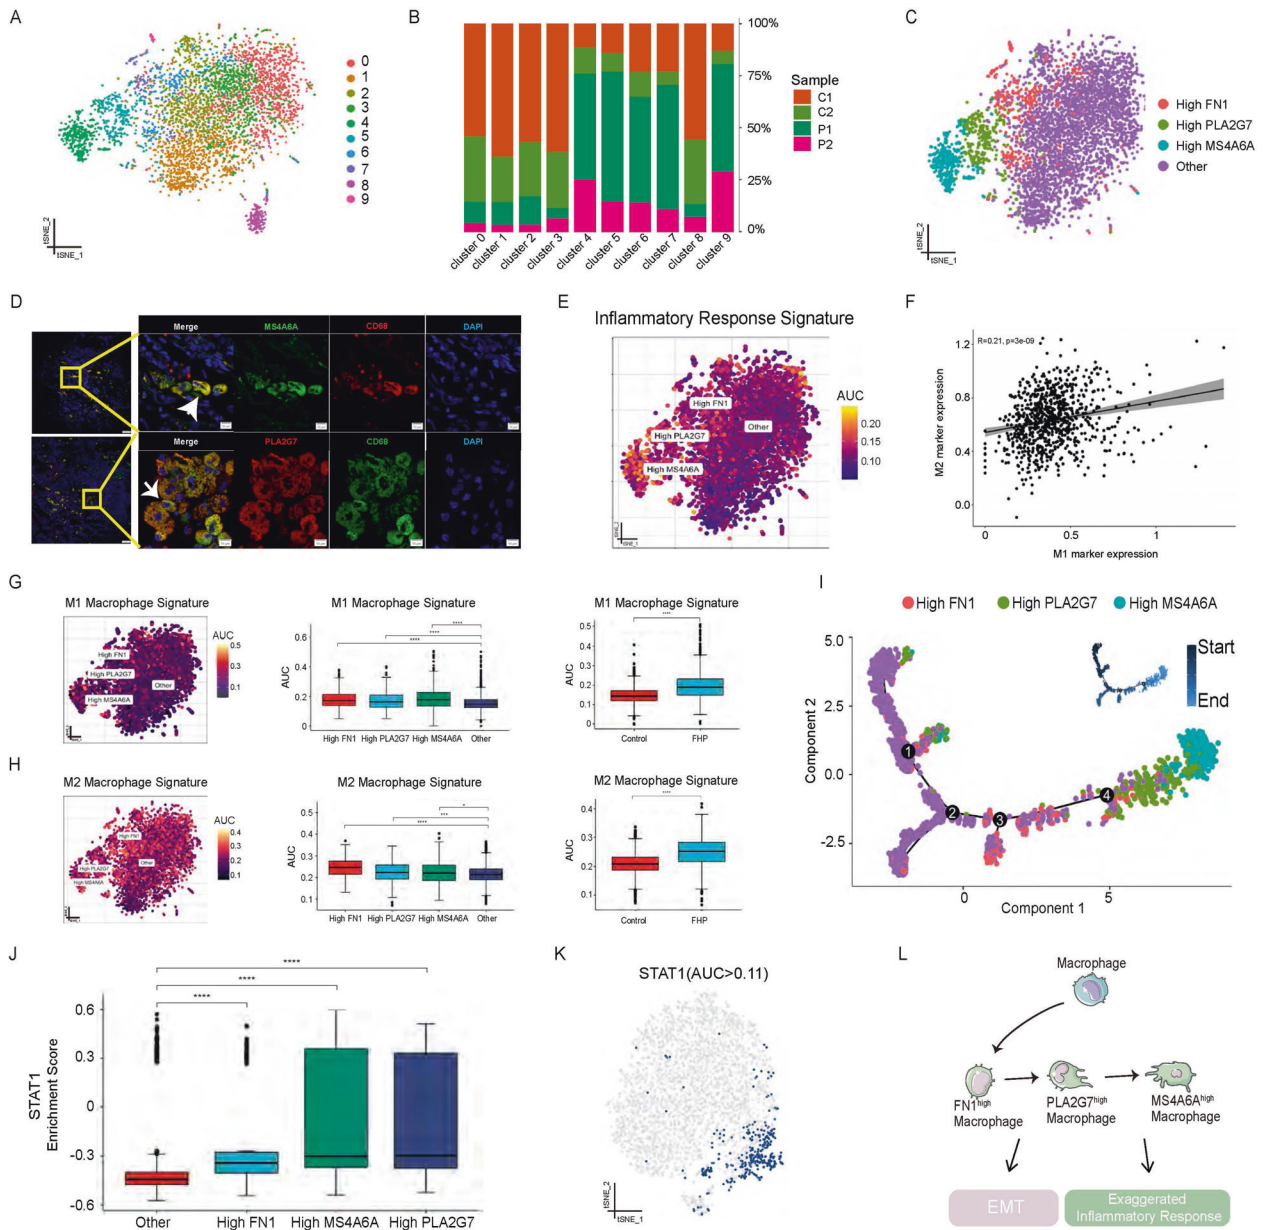 A
0
1
2
3
4
5
6
7
8
9
tSNE_2
tSNE_1
B
100%
75%
50%
25%
0%
cluster 0
cluster 1
cluster 2
cluster 3
cluster 4
cluster 5
cluster 6
cluster 7
cluster 8
cluster 9
Sample
C1
C2
P1
P2
C
High FN1
High PLA2G7
High MS4A6A
Other
tSNE_2
tSNE_1
D
Merge
MS4A6A
CD68
DAPI
Merge
PLA2G7
CD68
DAPI
E
Inflammatory Response Signature
High FN1
High PLA2G7
Other
High MS4A6A
AUC
0.20
0.15
0.10
tSNE_2
tSNE_1
F
R=0.21, p=3e-09
M2 marker expression
1.2
0.8
0.4
0.0
0
0.5
1
M1 marker expression
G
M1 Macrophage Signature
High FN1
High PLA2G7
Other
High MS4A6A
AUC
0.5
0.3
0.1
M1 Macrophage Signature
AUC
0.6
0.4
0.2
0
****
****
****
High FN1
High PLA2G7
High MS4A6A
Other
M1 Macrophage Signature
AUC
0.5
0.4
0.3
0.2
0.1
0
****
Control
FHP
H
M2 Macrophage Signature
High FN1
Other
High PLA2G7
High MS4A6A
AUC
0.4
0.3
0.2
0.1
M2 Macrophage Signature
AUC
0.4
0.3
0.2
0.1
*
***
****
High FN1
High PLA2G7
High MS4A6A
Other
M2 Macrophage Signature
AUC
0.4
0.3
0.2
0.1
****
Control
FHP
I
High FN1
High PLA2G7
High MS4A6A
Start
End
Component 2
5.0
2.5
0.0
-2.5
1
2
3
4
0
5
Component 1
J
STAT1
Enrichment Score
0.6
0.3
0
-0.3
-0.6
****
****
****
Other
High FN1
High MS4A6A
High PLA2G7
K
STAT1(AUC>0.11)
tSNE_2
tSNE_1
L
Macrophage
FN1high
Macrophage
PLA2G7high
Macrophage
MS4A6Ahigh
Macrophage
EMT
Exaggerated
Inflammatory Response